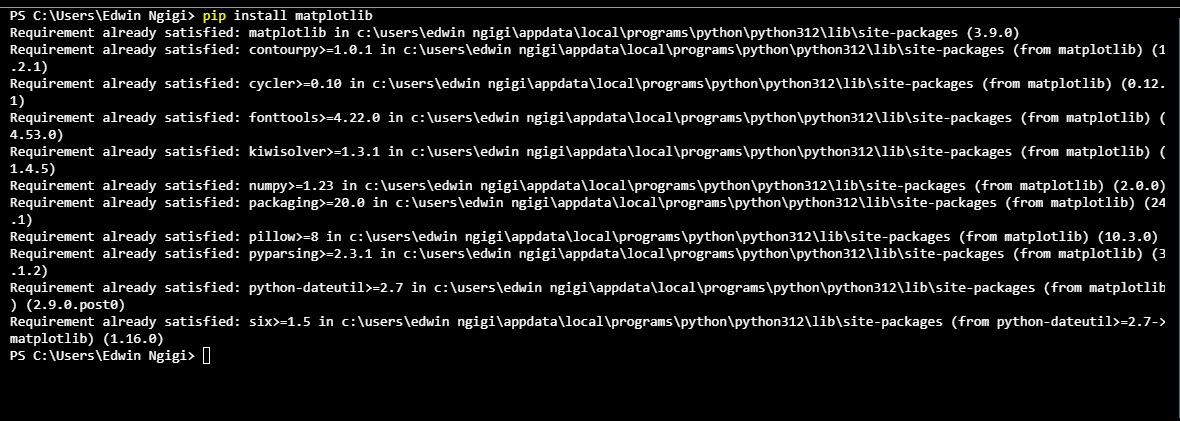 PS C:\Users\Edwin Ngigi> pip install matplotlib
Requirement already satisfied: matplotlib in c:\users\edwin ngigi\appdata\local\programs\python\python312\lib\site-packages (3.9.0)
Requirement already satisfied: contourpy>=1.0.1 in c:\users\edwin ngigi\appdata\local\programs\python\python312\lib\site-packages (from matplotlib) (1
.2.1)
Requirement already satisfied: cycler>=0.10 in c:\users\edwin ngigi\appdata\local\programs\python\python312\lib\site-packages (from matplotlib) (0.12.
1)
Requirement already satisfied: fonttools>=4.22.0 in c:\users\edwin ngigi\appdata\local\programs\python\python312\lib\site-packages (from matplotlib) (
4.53.0)
Requirement already satisfied: kiwisolver>=1.3.1 in c:\users\edwin ngigi\appdata\local\programs\python\python312\lib\site-packages (from matplotlib) (
1.4.5)
Requirement already satisfied: numpy>=1.23 in c:\users\edwin ngigi\appdata\local\programs\python\python312\lib\site-packages (from matplotlib) (2.0.0)
Requirement already satisfied: packaging>=20.0 in c:\users\edwin ngigi\appdata\local\programs\python\python312\lib\site-packages (from matplotlib) (24
.1)
Requirement already satisfied: pillow>=8 in c:\users\edwin ngigi\appdata\local\programs\python\python312\lib\site-packages (from matplotlib) (10.3.0)
Requirement already satisfied: pyparsing>=2.3.1 in c:\users\edwin ngigi\appdata\local\programs\python\python312\lib\site-packages (from matplotlib) (3
.1.2)
Requirement already satisfied: python-dateutil>=2.7 in c:\users\edwin ngigi\appdata\local\programs\python\python312\lib\site-packages (from matplotlib
) (2.9.0.post0)
Requirement already satisfied: six>=1.5 in c:\users\edwin ngigi\appdata\local\programs\python\python312\lib\site-packages (from python-dateutil>=2.7->
matplotlib) (1.16.0)
PS C:\Users\Edwin Ngigi>